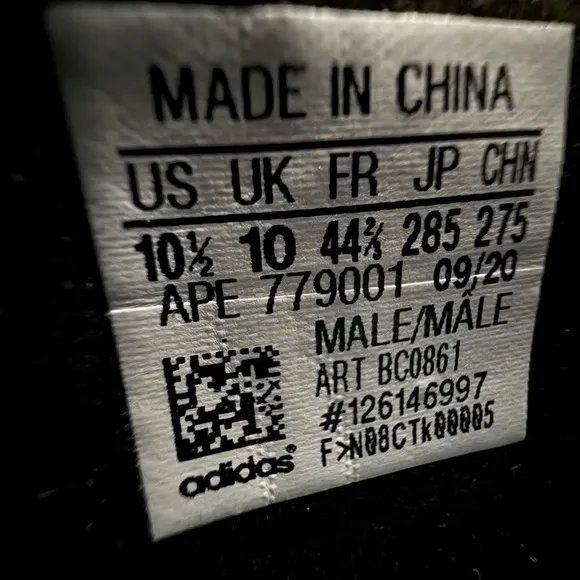 MADE IN CHINA
US UK FR JP CHN
10½ 10 44⅔ 285 275
APE 779001 09/20
MALE/MÂLE
ART BC0861
#126146997
F>N08CTk00005
adidas®